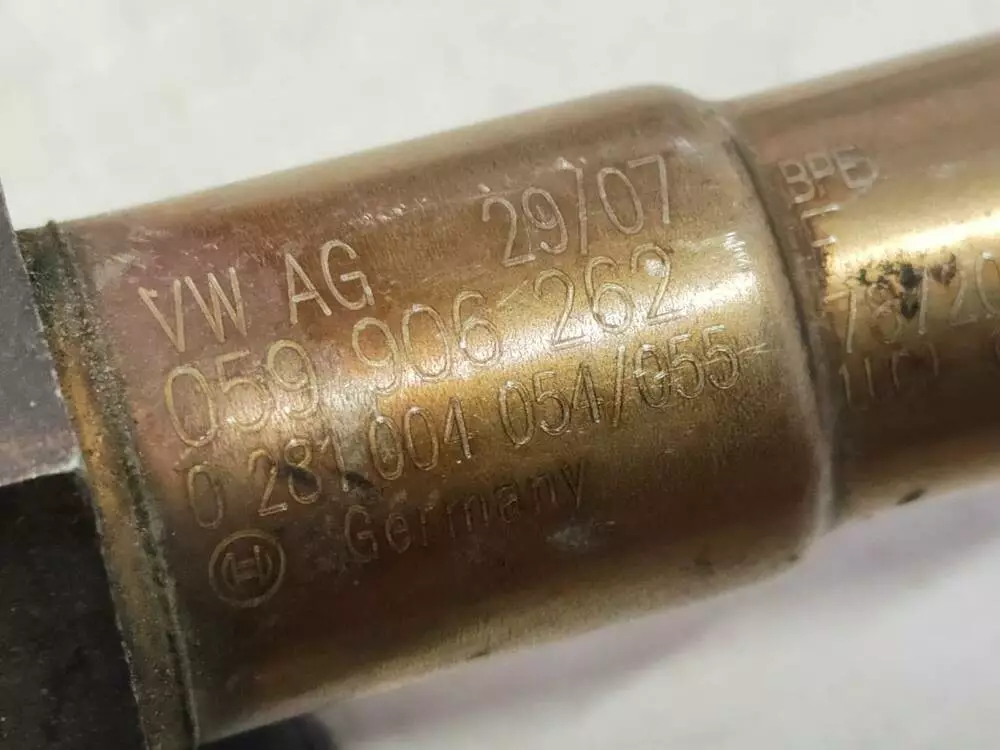 VW AG 29/07
059 906 262
0 281 004 054/055
Germany
BPE